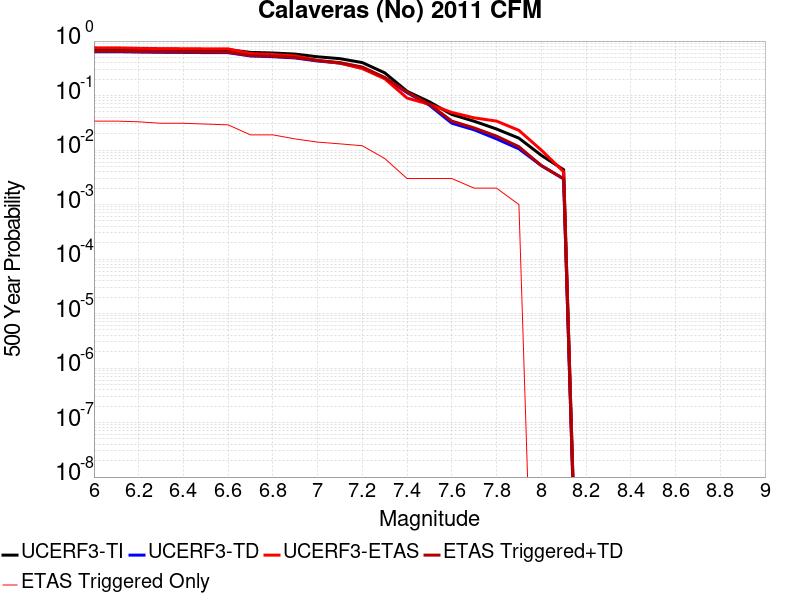 Calaveras (No) 2011 CFM
10^0
10^-1
10^-2
10^-3
10^-4
10^-5
10^-6
10^-7
10^-8
500 Year Probability
6 6.2 6.4 6.6 6.8 7 7.2 7.4 7.6 7.8 8 8.2 8.4 8.6 8.8 9
Magnitude
UCERF3-TI UCERF3-TD UCERF3-ETAS ETAS Triggered+TD
ETAS Triggered Only